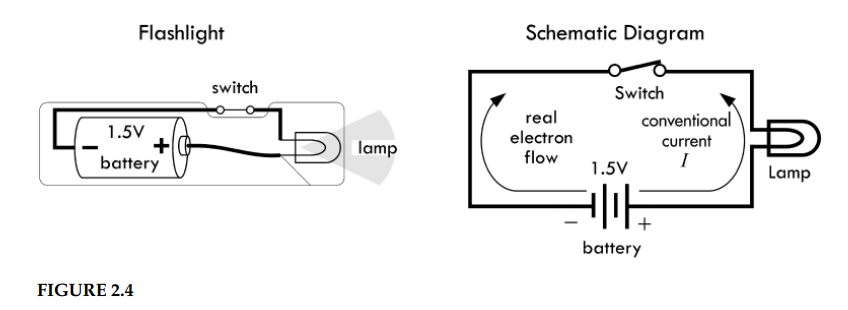 Flashlight
switch
1.5V
− +
battery
lamp
Schematic Diagram
Switch
real
electron
flow
conventional
current
I
1.5V
Lamp
− +
battery
FIGURE 2.4